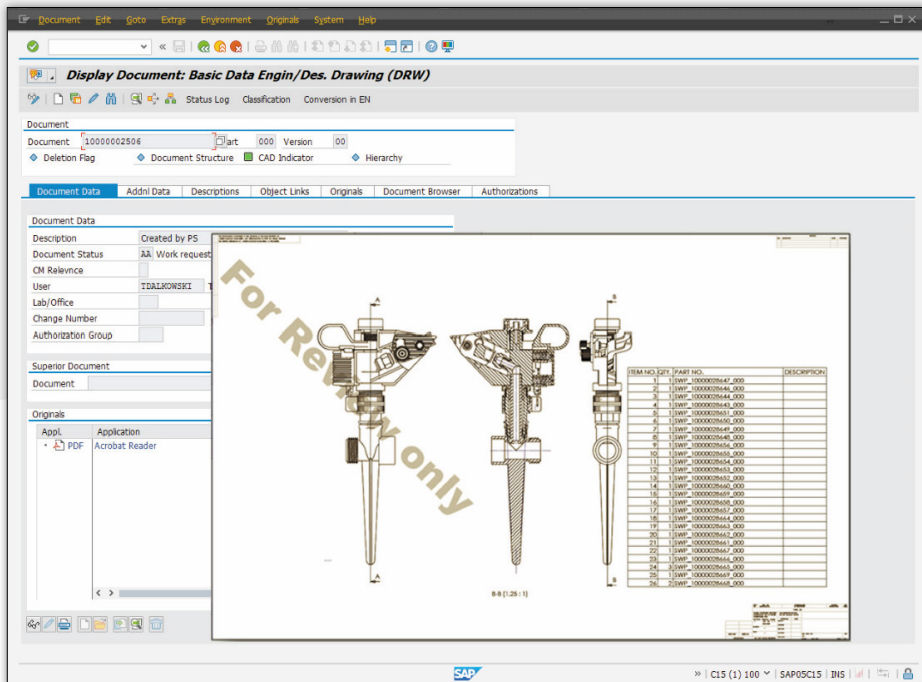 Document Edit Goto Extras Environment Originals System Help
Display Document: Basic Data Engin/Des. Drawing (DRW)
Status Log Classification Conversion in EN
Document
Document 10000002506 art 000 Version 00
Deletion Flag Document Structure CAD Indicator Hierarchy
Document Data Addnl Data Descriptions Object Links Originals Document Browser Authorizations
Document Data
Description Created by PS
Document Status AA Work request
CM Relevnce
User TDALKOWSKI
Lab/Office
Change Number
Authorization Group
Superior Document
Document
Originals
Appl. Application
PDF Acrobat Reader
For Review only
A
A
B
B
B-B (1.25 : 1)
ITEM NO. QTY. PART NO. DESCRIPTION
1 1 SWP_10000028647_000
2 1 SWP_10000028646_000
3 1 SWP_10000028644_000
4 1 SWP_10000028643_000
5 1 SWP_10000028651_000
6 1 SWP_10000028650_000
7 1 SWP_10000028649_000
8 1 SWP_10000028648_000
9 1 SWP_10000028656_000
10 1 SWP_10000028655_000
11 1 SWP_10000028654_000
12 1 SWP_10000028653_000
13 1 SWP_10000028652_000
14 1 SWP_10000028660_000
15 1 SWP_10000028659_000
16 1 SWP_10000028658_000
17 1 SWP_10000028657_000
18 1 SWP_10000028664_000
19 1 SWP_10000028663_000
20 1 SWP_10000028662_000
21 1 SWP_10000028661_000
22 1 SWP_10000028667_000
23 1 SWP_10000028666_000
24 3 SWP_10000028665_000
25 1 SWP_10000028669_000
26 2 SWP_10000028668_000
SAP
C15 (1) 100 SAP05C15 INS